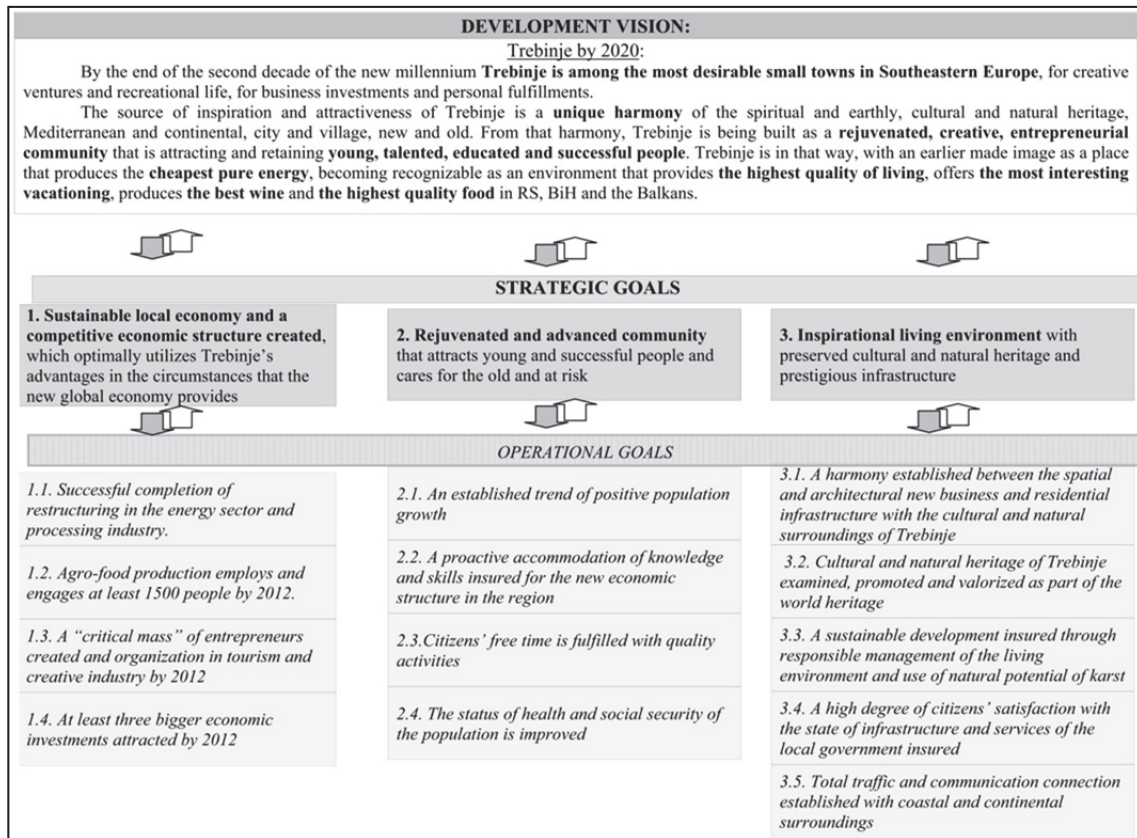 DEVELOPMENT VISION:
Trebinje by 2020:
By the end of the second decade of the new millennium Trebinje is among the most desirable small towns in Southeastern Europe, for creative
ventures and recreational life, for business investments and personal fulfillments.
The source of inspiration and attractiveness of Trebinje is a unique harmony of the spiritual and earthly, cultural and natural heritage,
Mediterranean and continental, city and village, new and old. From that harmony, Trebinje is being built as a rejuvenated, creative, entrepreneurial
community that is attracting and retaining young, talented, educated and successful people. Trebinje is in that way, with an earlier made image as a place
that produces the cheapest pure energy, becoming recognizable as an environment that provides the highest quality of living, offers the most interesting
vacationing, produces the best wine and the highest quality food in RS, BiH and the Balkans.
STRATEGIC GOALS
1. Sustainable local economy and a
competitive economic structure created,
which optimally utilizes Trebinje's
advantages in the circumstances that the
new global economy provides
2. Rejuvenated and advanced community
that attracts young and successful people and
cares for the old and at risk
3. Inspirational living environment with
preserved cultural and natural heritage and
prestigious infrastructure
OPERATIONAL GOALS
1.1. Successful completion of
restructuring in the energy sector and
processing industry.
1.2. Agro-food production employs and
engages at least 1500 people by 2012.
1.3. A “critical mass” of entrepreneurs
created and organization in tourism and
creative industry by 2012
1.4. At least three bigger economic
investments attracted by 2012
2.1. An established trend of positive population
growth
2.2. A proactive accommodation of knowledge
and skills insured for the new economic
structure in the region
2.3.Citizens’ free time is fulfilled with quality
activities
2.4. The status of health and social security of
the population is improved
3.1. A harmony established between the spatial
and architectural new business and residential
infrastructure with the cultural and natural
surroundings of Trebinje
3.2. Cultural and natural heritage of Trebinje
examined, promoted and valorized as part of the
world heritage
3.3. A sustainable development insured through
responsible management of the living
environment and use of natural potential of karst
3.4. A high degree of citizens’ satisfaction with
the state of infrastructure and services of the
local government insured
3.5. Total traffic and communication connection
established with coastal and continental
surroundings